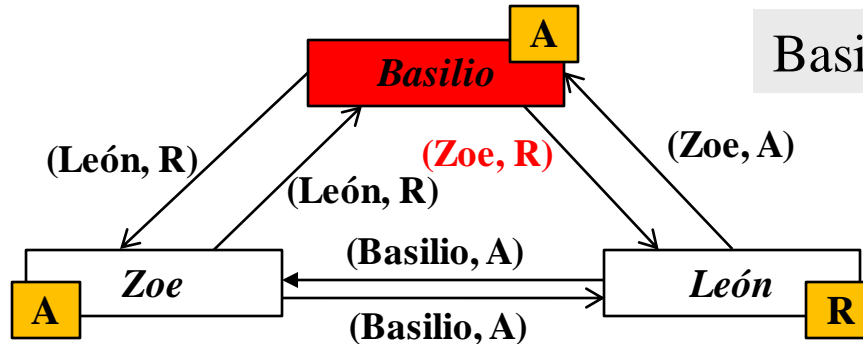 A
Basilio
Basi
(León, R)
(Zoe, R)
(Zoe, A)
(León, R)
(Basilio, A)
Zoe
León
A
R
(Basilio, A)